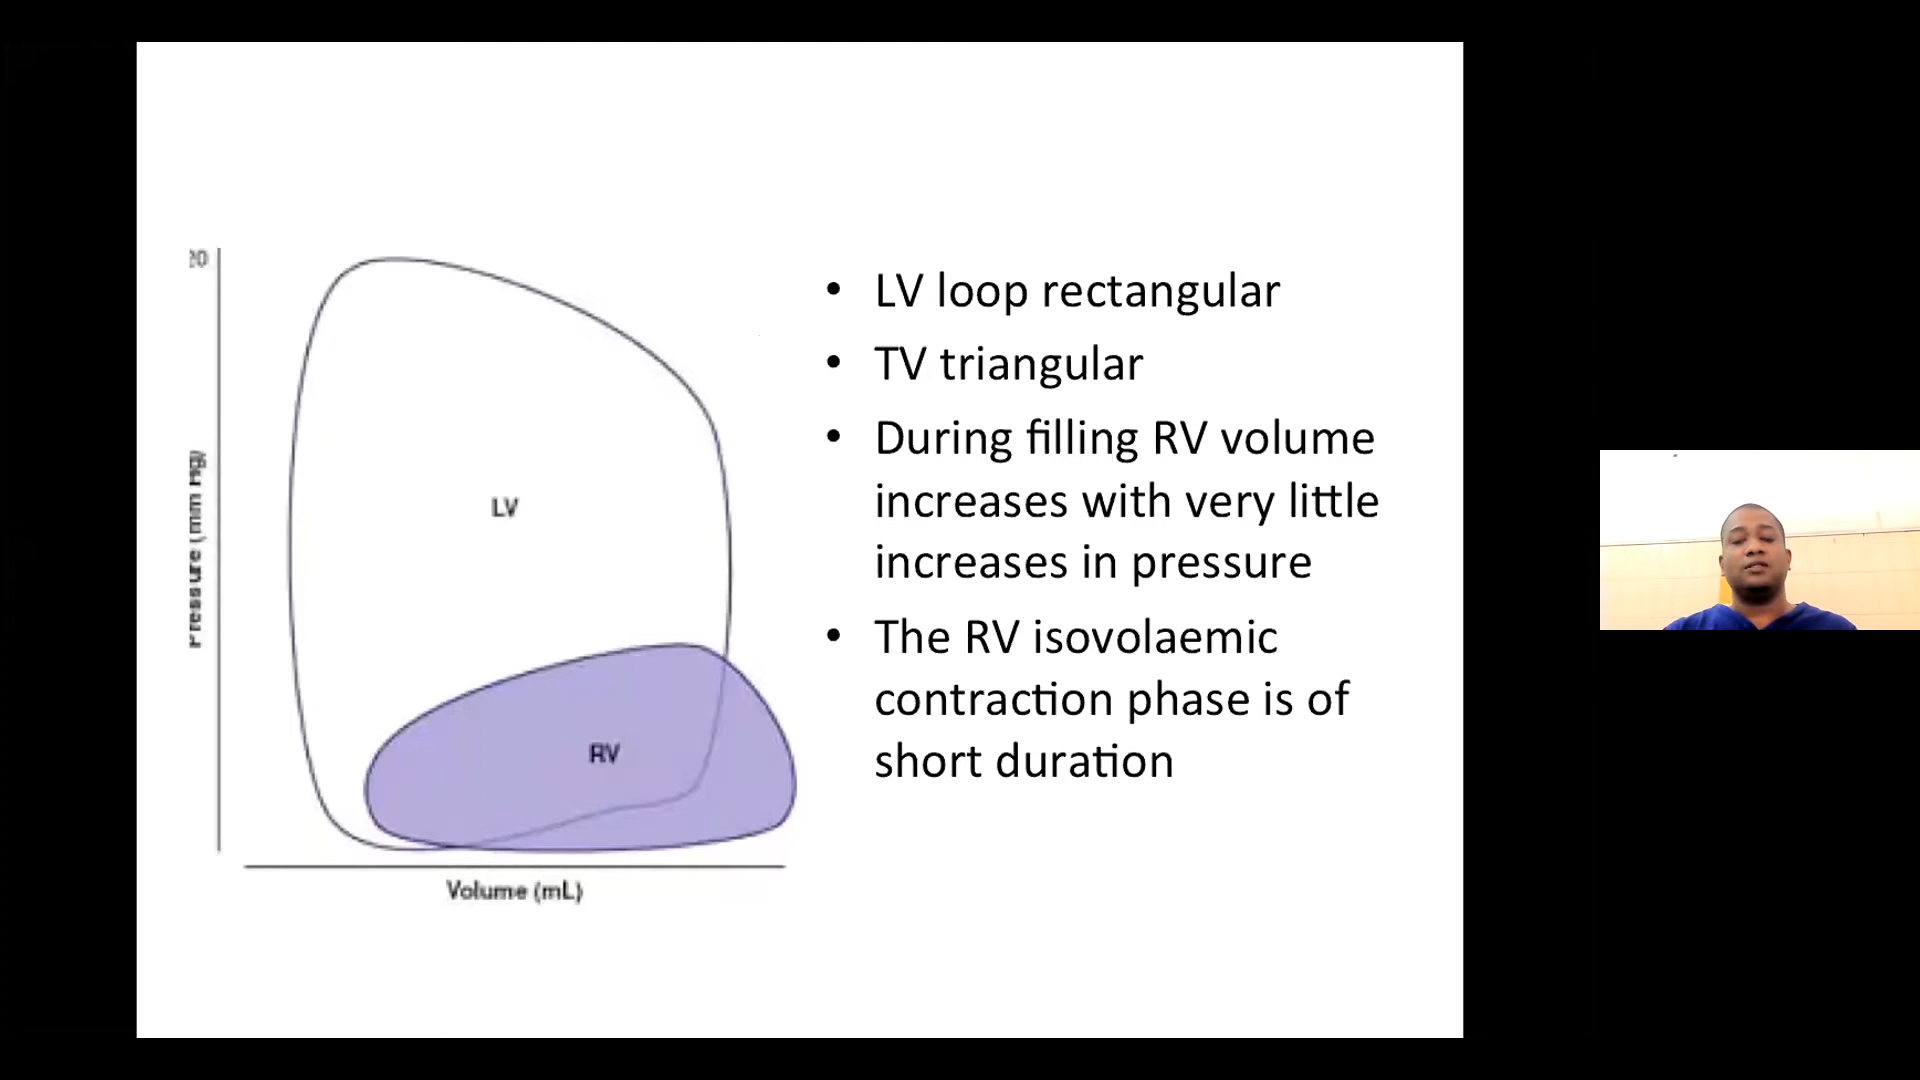 20
Pressure (mm Hg)
LV
RV
Volume (mL)
• LV loop rectangular
• TV triangular
• During filling RV volume
increases with very little
increases in pressure
• The RV isovolaemic
contraction phase is of
short duration